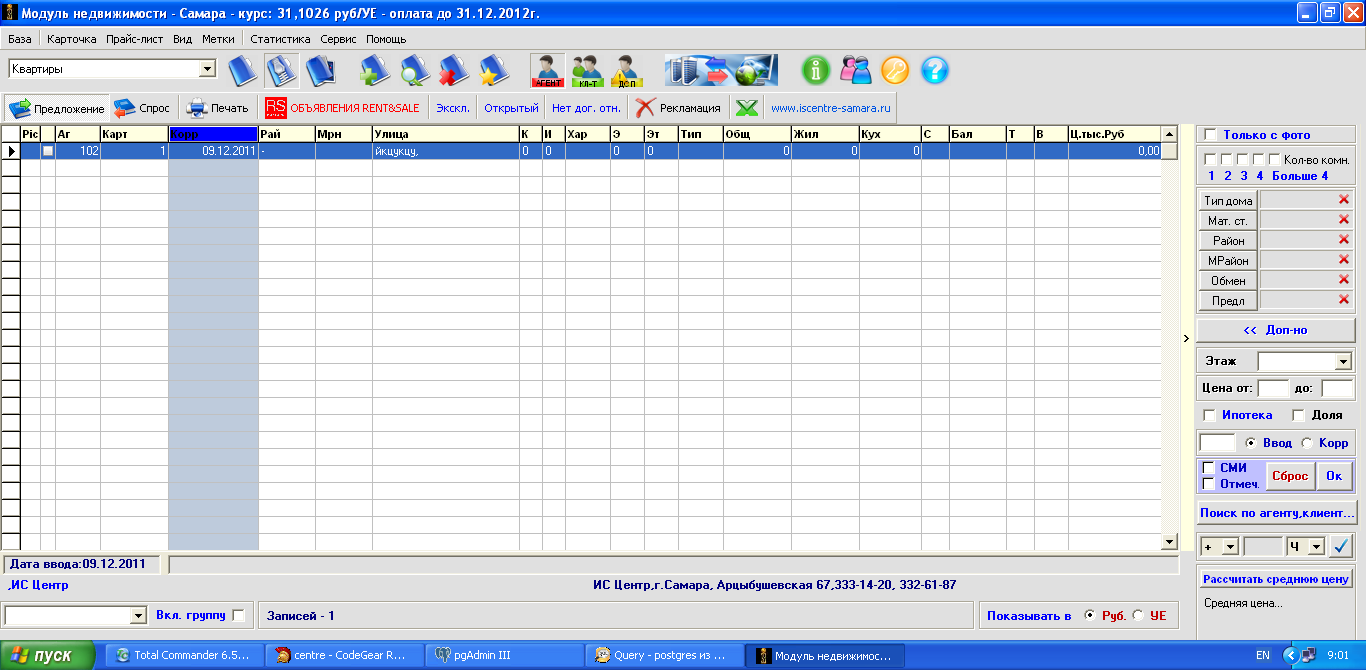 Модуль недвижимости - Самара - курс: 31,1026 руб/УЕ - оплата до 31.12.2012г.
База Карточка Прайс-лист Вид Метки Статистика Сервис Помощь
Квартиры АГЕНТ КЛ-Т ДСП
Предложение Спрос Печать RS ОБЪЯВЛЕНИЯ RENT&SALE Экскл. Открытый Нет дог. отн. Рекламация www.iscentre-samara.ru
Pic Аг Карт Корр Рай Мрн Улица К И Хар Э Эт Тип Общ Жил Кух С Бал Т В Ц.тыс.Руб
102 1 09.12.2011 - йкцукцу, 0 0 0 0 0 0 0 0,00
Только с фото
Кол-во комн.
1 2 3 4 Больше 4
Тип дома
Мат. ст.
Район
МРайон
Обмен
Предл
<< Доп-но
>
Этаж
Цена от: до:
Ипотека Доля
Ввод Корр
СМИ
Отмеч.
Сброс Ок
Поиск по агенту,клиент...
+ Ч
Рассчитать среднюю цену
Средняя цена...
Дата ввода:09.12.2011
,ИС Центр ИС Центр,г.Самара, Арцыбушевская 67,333-14-20, 332-61-87
Вкл. группу Записей - 1 Показывать в Руб. УЕ
пуск Total Commander 6.5... centre - CodeGear R... pgAdmin III Query - postgres из ... Модуль недвижимос... EN 9:01